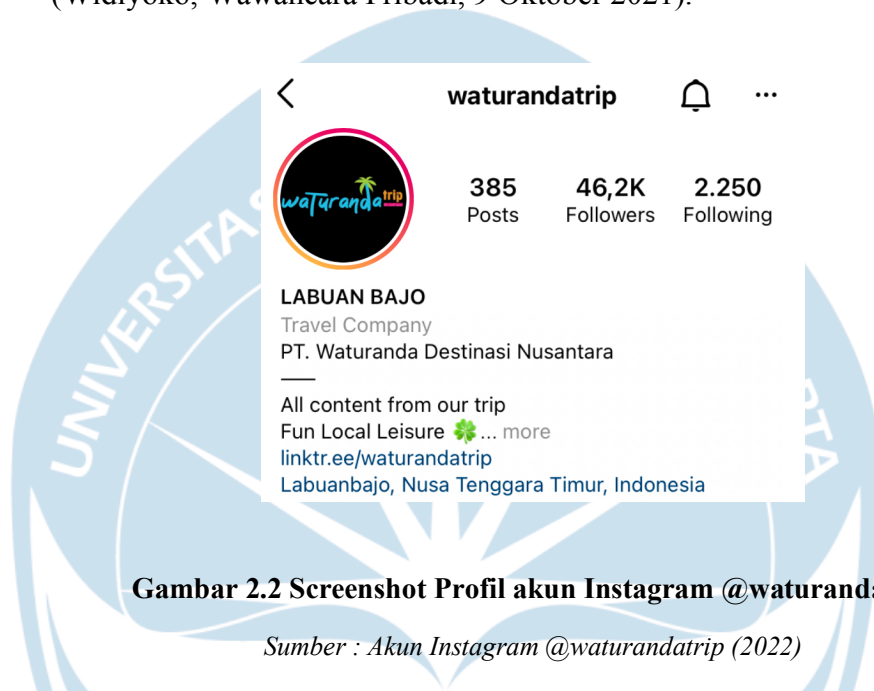 (Widiyoko, Wawancara Pribadi, 9 Oktober 2021).
waturandatrip
waturanda trip
385 46,2K 2.250
Posts Followers Following
LABUAN BAJO
Travel Company
PT. Waturanda Destinasi Nusantara
All content from our trip
Fun Local Leisure 🍀 ... more
linktr.ee/waturandatrip
Labuanbajo, Nusa Tenggara Timur, Indonesia
UNIVERSITAS
Gambar 2.2 Screenshot Profil akun Instagram @waturanda
Sumber : Akun Instagram @waturandatrip (2022)